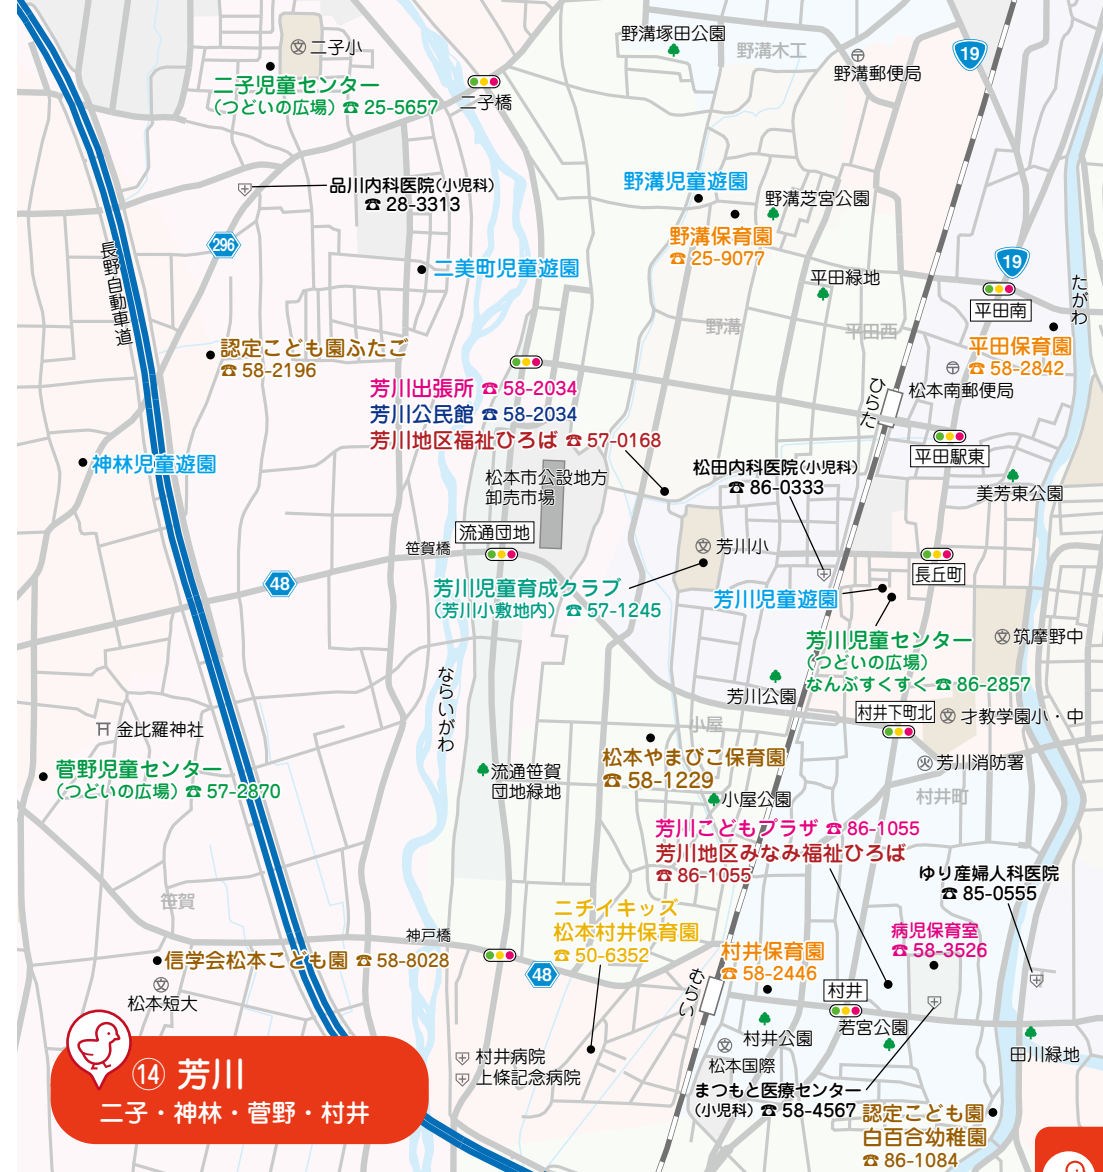 野溝塚田公園
野溝木工
19
文 二子小
野溝郵便局
二子児童センター
(つどいの広場) ☎ 25-5657
二子橋
品川内科医院(小児科)
☎ 28-3313
野溝児童遊園
野溝芝宮公園
野溝保育園
☎ 25-9077
296
長野自動車道
二美町児童遊園
19
平田緑地
たがわ
平田南
野溝
平田西
認定こども園ふたご
☎ 58-2196
平田保育園
☎ 58-2842
芳川出張所 ☎ 58-2034
芳川公民館 ☎ 58-2034
芳川地区福祉ひろば ☎ 57-0168
ひらた
松本南郵便局
平田駅東
神林児童遊園
松本市公設地方
卸売市場
松田内科医院(小児科)
☎ 86-0333
美芳東公園
流通団地
笹賀橋
文 芳川小
長丘町
48
芳川児童育成クラブ
(芳川小敷地内) ☎ 57-1245
芳川児童遊園
芳川児童センター
(つどいの広場)
なんぶすくすく ☎ 86-2857
文 筑摩野中
ならいがわ
芳川公園
村井下町北
文 才教学園小・中
金比羅神社
小屋
菅野児童センター
(つどいの広場) ☎ 57-2870
流通笹賀
団地緑地
松本やまびこ保育園
☎ 58-1229
火 芳川消防署
小屋公園
村井町
芳川こどもプラザ ☎ 86-1055
芳川地区みなみ福祉ひろば
☎ 86-1055
ゆり産婦人科医院
☎ 85-0555
笹賀
ニチイキッズ
松本村井保育園
☎ 50-6352
神戸橋
病児保育室
☎ 58-3526
村井保育園
☎ 58-2446
信学会松本こども園 ☎ 58-8028
48
むらい
村井
文
松本短大
若宮公園
村井公園
文
松本国際
田川緑地
村井病院
上條記念病院
まつもと医療センター
(小児科) ☎ 58-4567
認定こども園
白百合幼稚園
☎ 86-1084
⑭ 芳川
二子・神林・菅野・村井